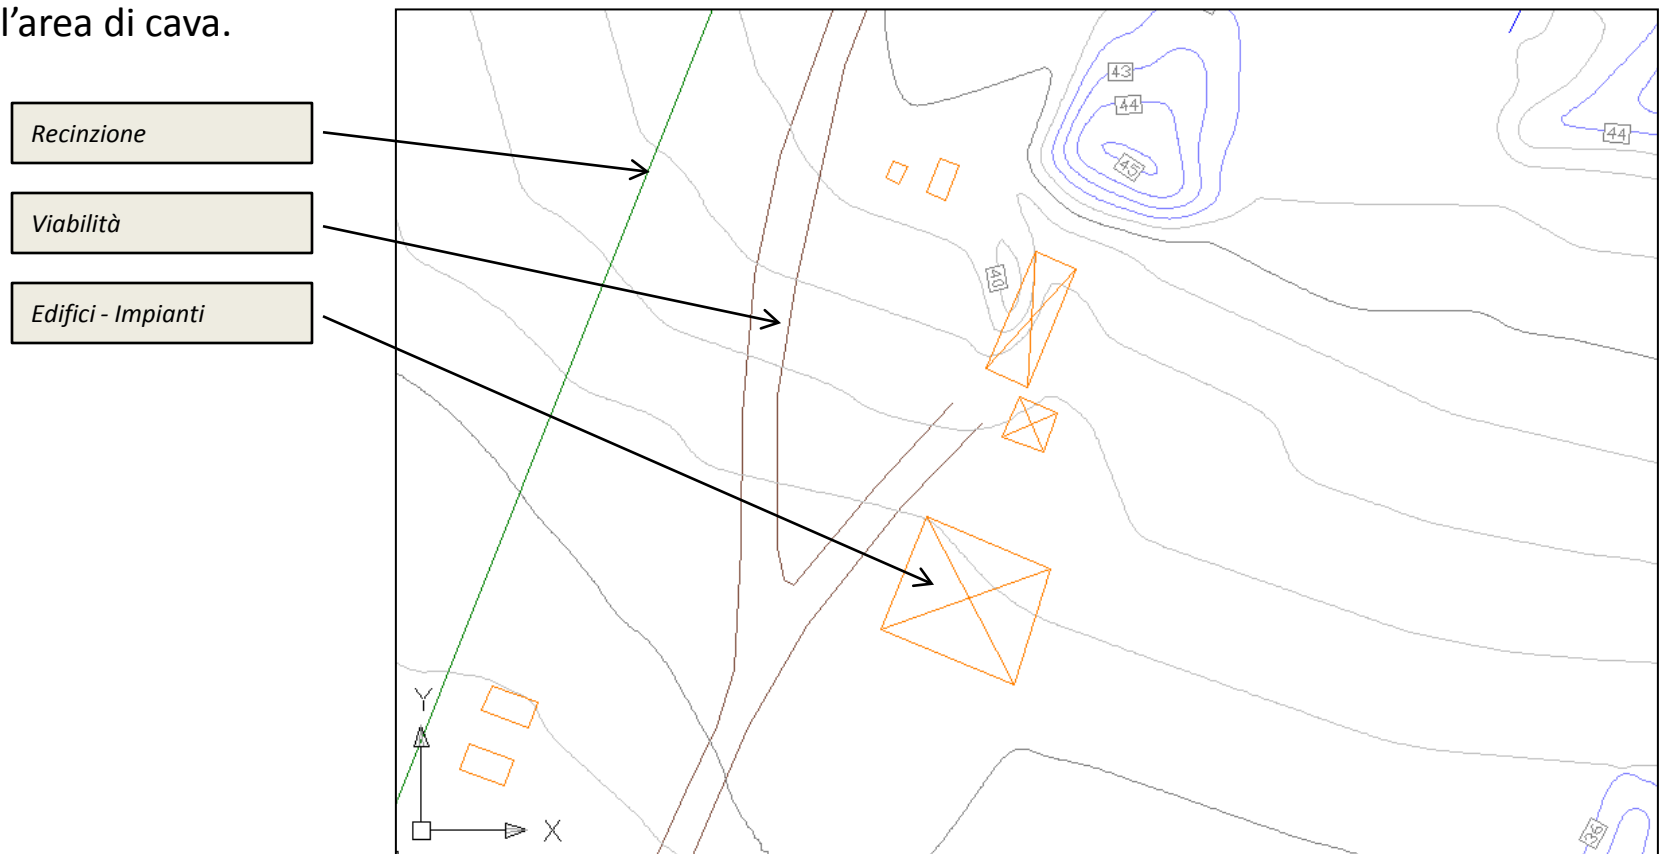 l’area di cava.
Recinzione
Viabilità
Edifici - Impianti
43
44
45
44
40
36
Y
X